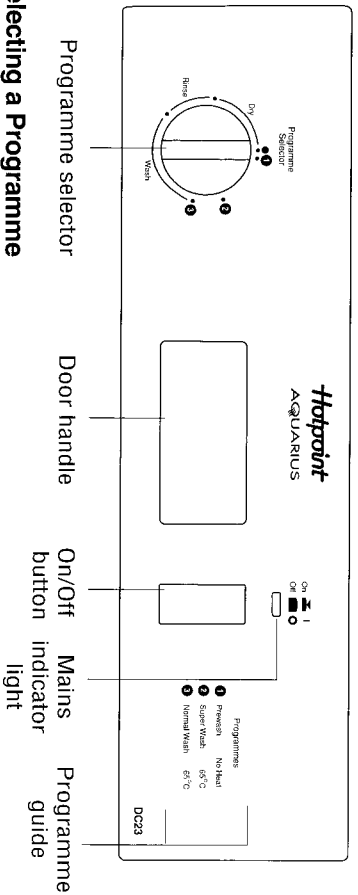 Programme
Selector
1
Dry
Rinse
Wash
2
3
Hotpoint
AQUARIUS
On I
Off O
Programmes
1 Prewash No Heat
2 Super Wash 65°C
3 Normal Wash 65°C
DC23
Programme selector
Door handle
On/Off
button
Mains
indicator
light
Programme
guide
electing a Programme